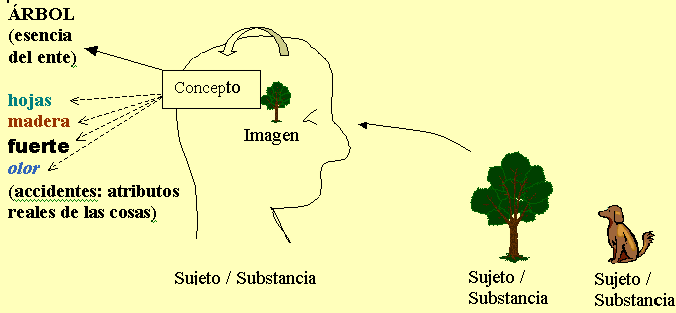 ÁRBOL
(esencia
del ente)
hojas
madera
fuerte
olor
(accidentes: atributos
reales de las cosas)
Concepto
Imagen
Sujeto / Substancia
Sujeto /
Substancia
Sujeto /
Substancia